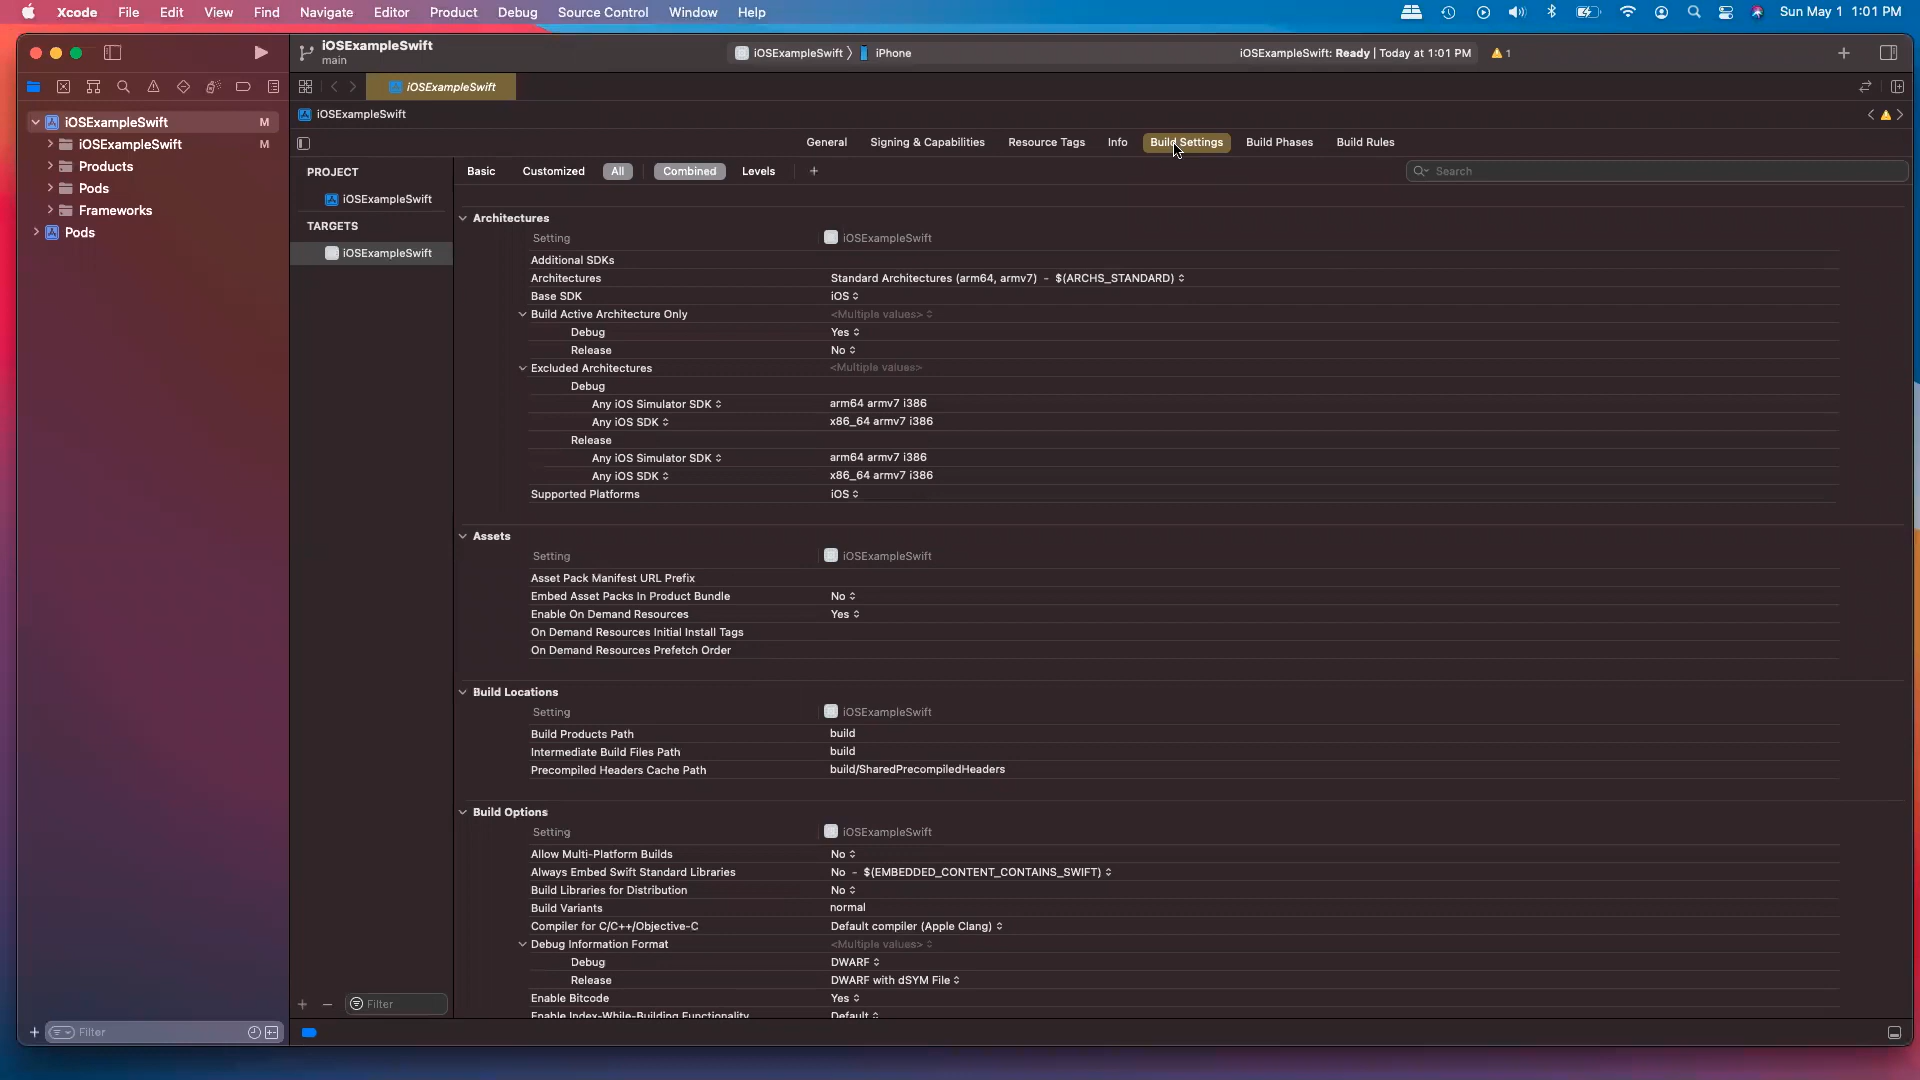 Xcode File Edit View Find Navigate Editor Product Debug Source Control Window Help Sun May 1 1:01 PM
iOSExampleSwift
main
iOSExampleSwift iPhone
iOSExampleSwift: Ready | Today at 1:01 PM 1
iOSExampleSwift
iOSExampleSwift
iOSExampleSwift M
iOSExampleSwift M
Products
Pods
Frameworks
Pods
Filter
General Signing & Capabilities Resource Tags Info Build Settings Build Phases Build Rules
PROJECT
iOSExampleSwift
TARGETS
iOSExampleSwift
Filter
Basic Customized All Combined Levels + Search
Architectures
Setting iOSExampleSwift
Additional SDKs
Architectures Standard Architectures (arm64, armv7) - $(ARCHS_STANDARD)
Base SDK iOS
Build Active Architecture Only <Multiple values>
Debug Yes
Release No
Excluded Architectures <Multiple values>
Debug
Any iOS Simulator SDK arm64 armv7 i386
Any iOS SDK x86_64 armv7 i386
Release
Any iOS Simulator SDK arm64 armv7 i386
Any iOS SDK x86_64 armv7 i386
Supported Platforms iOS
Assets
Setting iOSExampleSwift
Asset Pack Manifest URL Prefix
Embed Asset Packs In Product Bundle No
Enable On Demand Resources Yes
On Demand Resources Initial Install Tags
On Demand Resources Prefetch Order
Build Locations
Setting iOSExampleSwift
Build Products Path build
Intermediate Build Files Path build
Precompiled Headers Cache Path build/SharedPrecompiledHeaders
Build Options
Setting iOSExampleSwift
Allow Multi-Platform Builds No
Always Embed Swift Standard Libraries No - $(EMBEDDED_CONTENT_CONTAINS_SWIFT)
Build Libraries for Distribution No
Build Variants normal
Compiler for C/C++/Objective-C Default compiler (Apple Clang)
Debug Information Format <Multiple values>
Debug DWARF
Release DWARF with dSYM File
Enable Bitcode Yes
Enable Index-While-Building Functionality Default